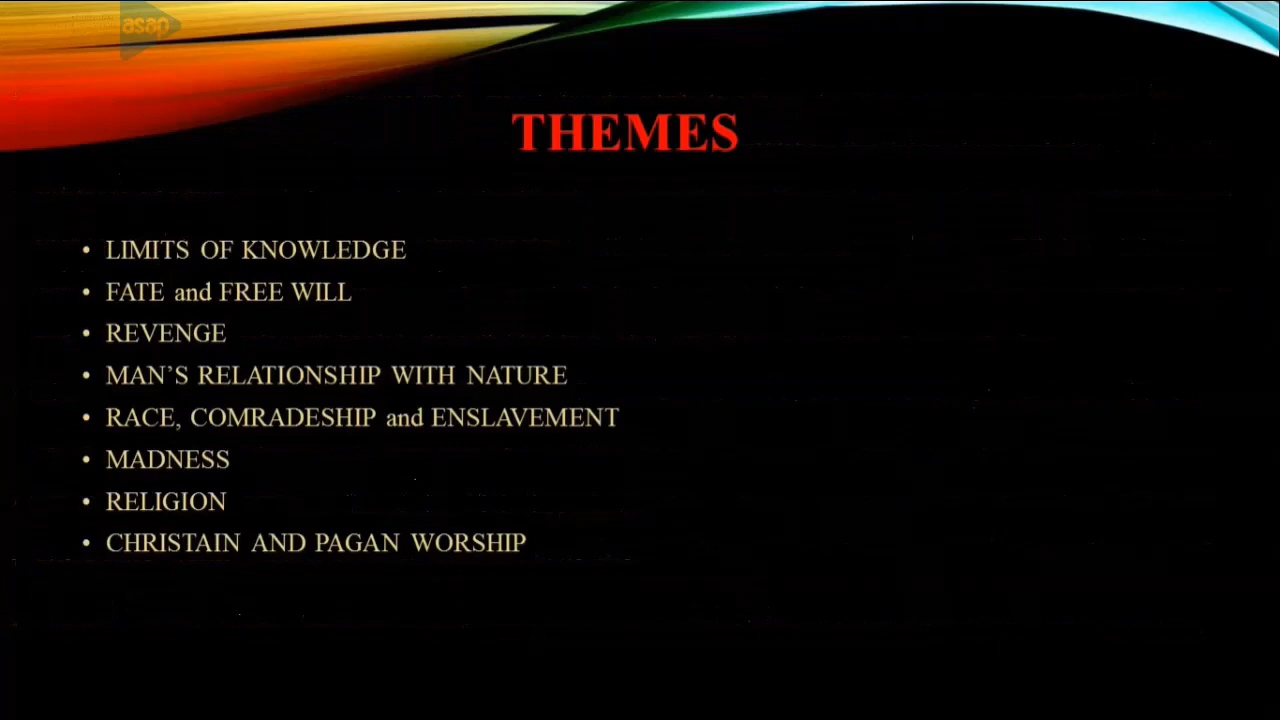 asap
THEMES
• LIMITS OF KNOWLEDGE
• FATE and FREE WILL
• REVENGE
• MAN'S RELATIONSHIP WITH NATURE
• RACE, COMRADESHIP and ENSLAVEMENT
• MADNESS
• RELIGION
• CHRISTAIN AND PAGAN WORSHIP